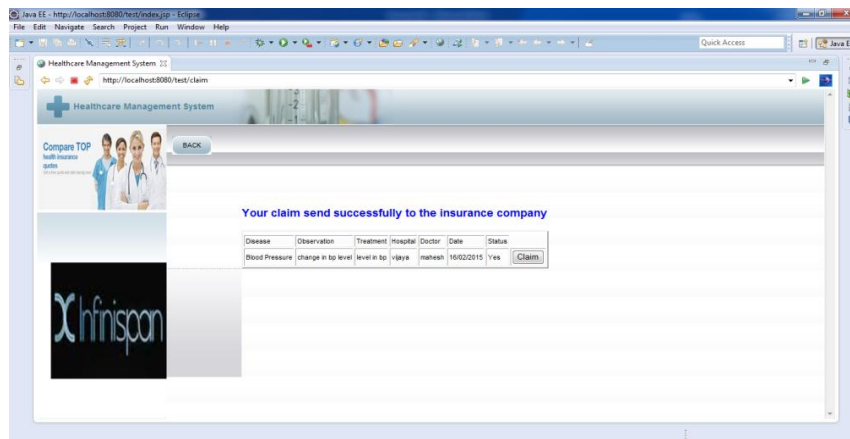 Java EE - http://localhost:8080/test/index.jsp - Eclipse
File Edit Navigate Search Project Run Window Help
Quick Access
Java E
Healthcare Management System
http://localhost:8080/test/claim
Healthcare Management System
-2
-1
Compare TOP
health insurance
quotes
BACK
Your claim send successfully to the insurance company
Disease Observation Treatment Hospital Doctor Date Status
Blood Pressure change in bp level level in bp vijaya mahesh 16/02/2015 Yes Claim
Infinispan